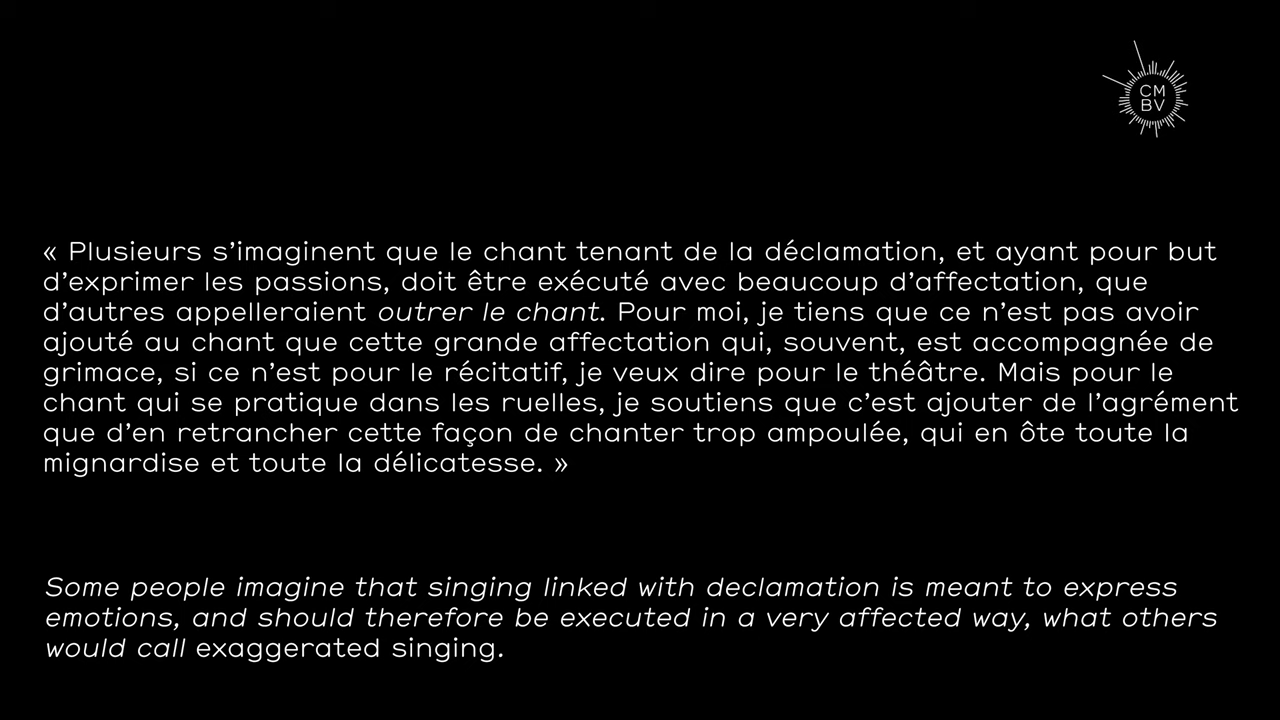 CM
BV
« Plusieurs s’imaginent que le chant tenant de la déclamation, et ayant pour but
d’exprimer les passions, doit être exécuté avec beaucoup d’affectation, que
d’autres appelleraient outrer le chant. Pour moi, je tiens que ce n’est pas avoir
ajouté au chant que cette grande affectation qui, souvent, est accompagnée de
grimace, si ce n’est pour le récitatif, je veux dire pour le théâtre. Mais pour le
chant qui se pratique dans les ruelles, je soutiens que c’est ajouter de l’agrément
que d’en retrancher cette façon de chanter trop ampoulée, qui en ôte toute la
mignardise et toute la délicatesse. »
Some people imagine that singing linked with declamation is meant to express
emotions, and should therefore be executed in a very affected way, what others
would call exaggerated singing.